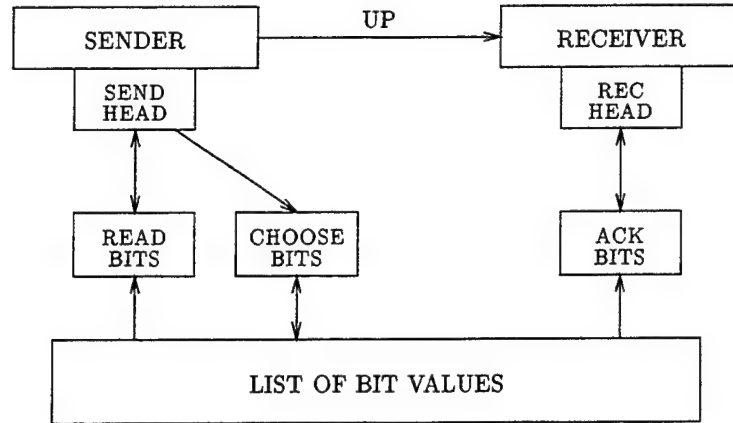 UP
SENDER
RECEIVER
SEND
HEAD
REC
HEAD
READ
BITS
CHOOSE
BITS
ACK
BITS
LIST OF BIT VALUES